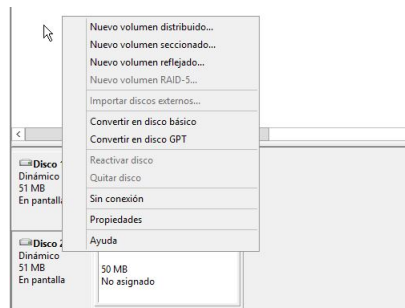 Nuevo volumen distribuido...
Nuevo volumen seccionado...
Nuevo volumen reflejado...
Nuevo volumen RAID-5...
Importar discos externos...
Convertir en disco básico
Convertir en disco GPT
Reactivar disco
Quitar disco
Sin conexión
Propiedades
Ayuda
Disco
Dinámico
51 MB
En pantalla
Disco 2
Dinámico
51 MB
En pantalla
50 MB
No asignado